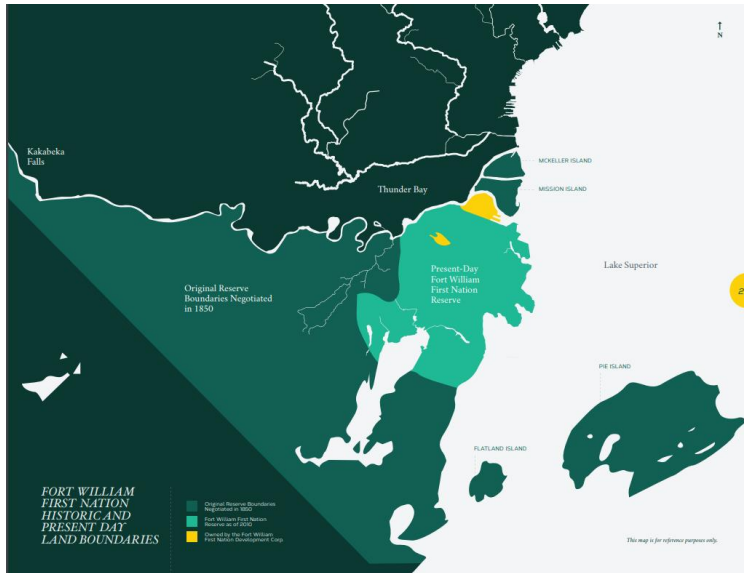 N
Kakabeka
Falls
MCKELLER ISLAND
Thunder Bay
MISSION ISLAND
Lake Superior
Present-Day
Fort William
First Nation
Reserve
Original Reserve
Boundaries Negotiated
in 1850
2
PIE ISLAND
FLATLAND ISLAND
FORT WILLIAM
FIRST NATION
HISTORIC AND
PRESENT DAY
LAND BOUNDARIES
Original Reserve Boundaries
Negotiated in 1850
Fort William First Nation
Reserve as of 2010
Owned by the Fort William
First Nation Development Corp.
This map is for reference purposes only.